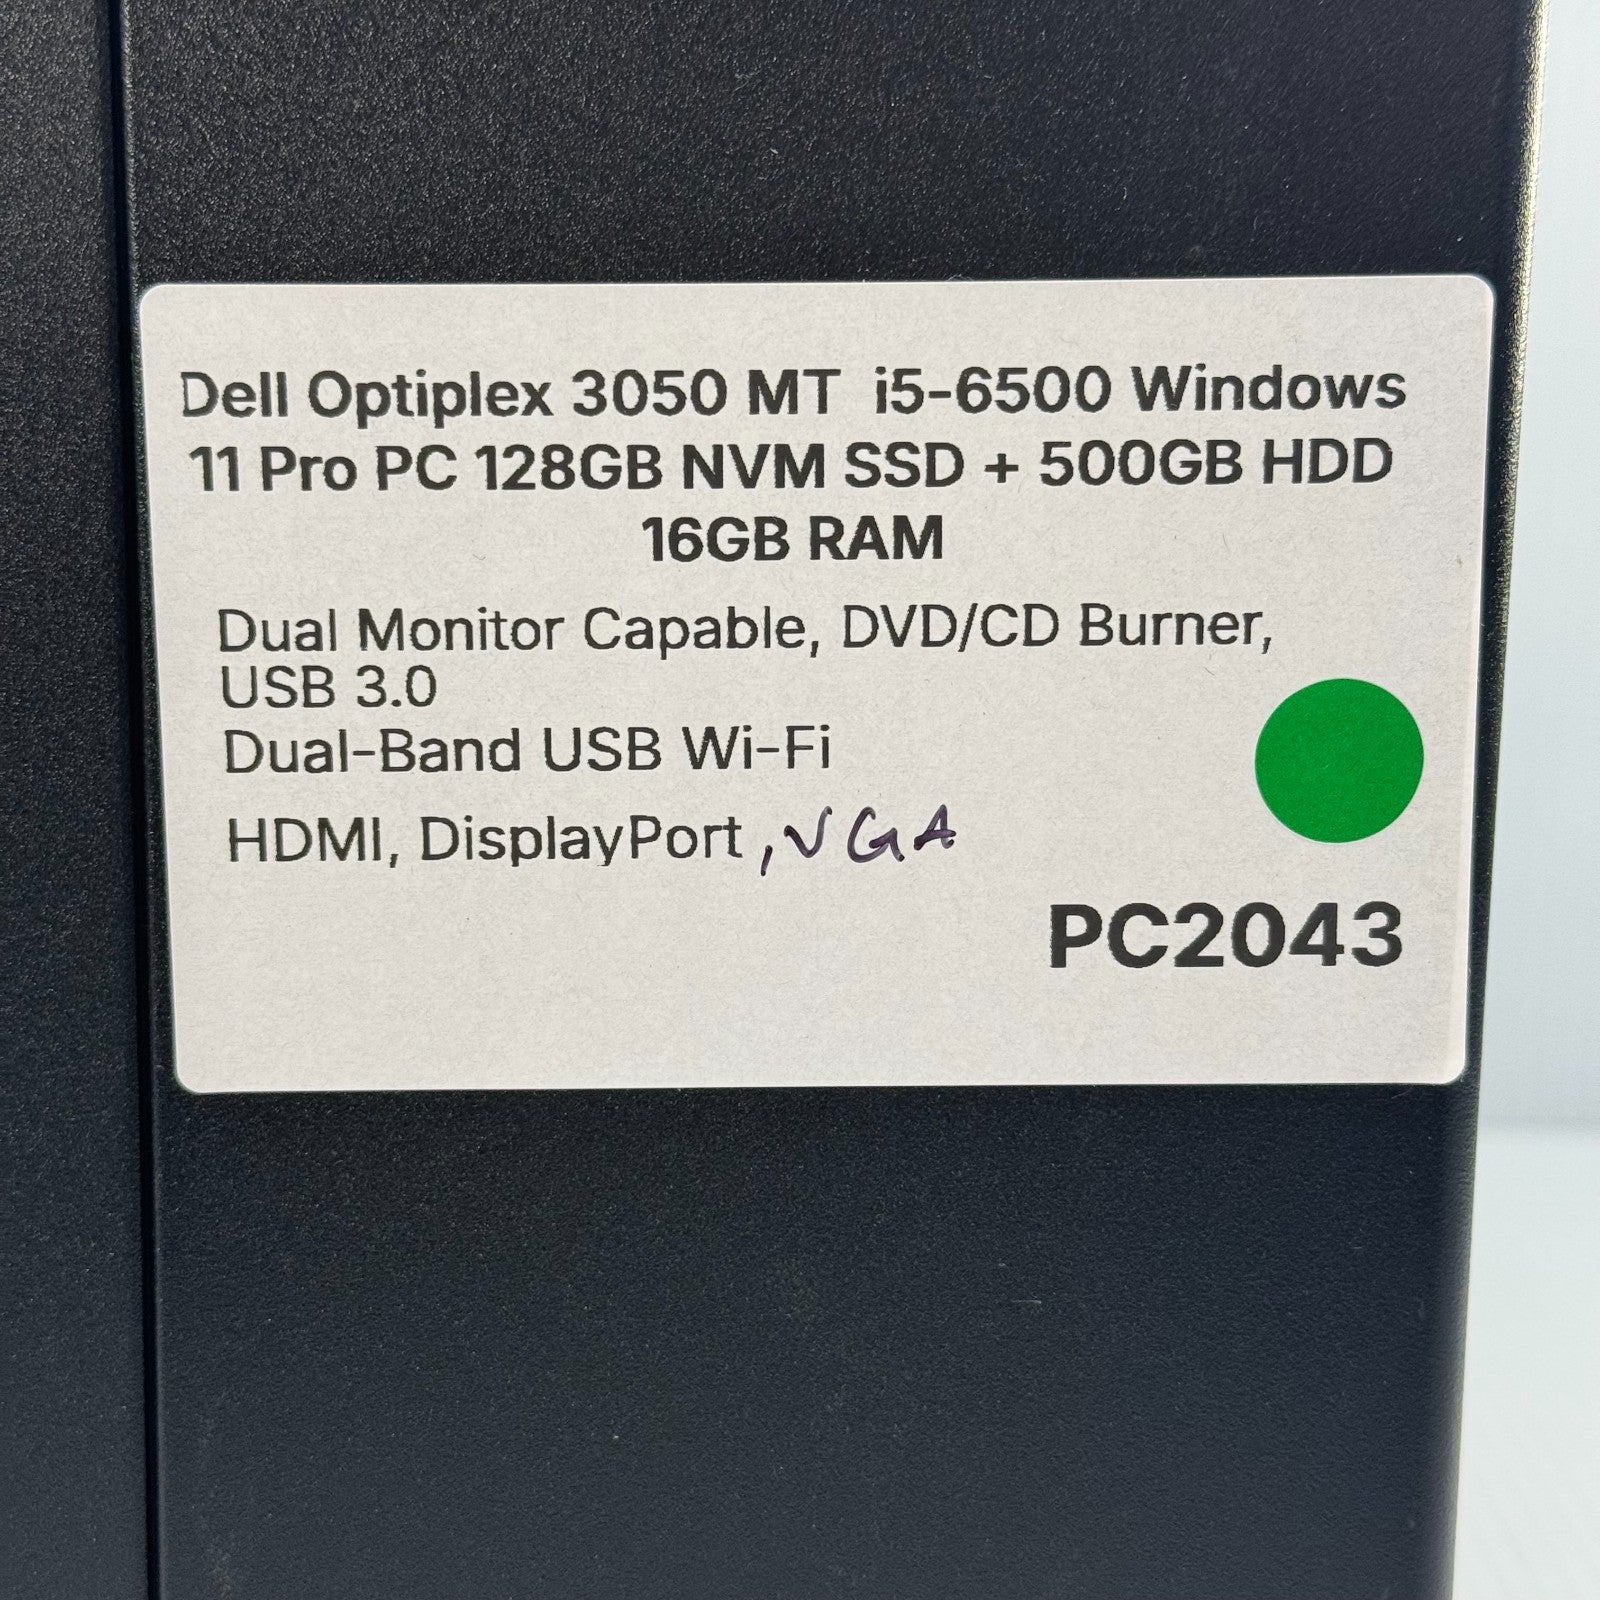 Dell Optiplex 3050 MT i5-6500 Windows
11 Pro PC 128GB NVM SSD + 500GB HDD
16GB RAM
Dual Monitor Capable, DVD/CD Burner,
USB 3.0
Dual-Band USB Wi-Fi
HDMI, DisplayPort, VGA
PC2043